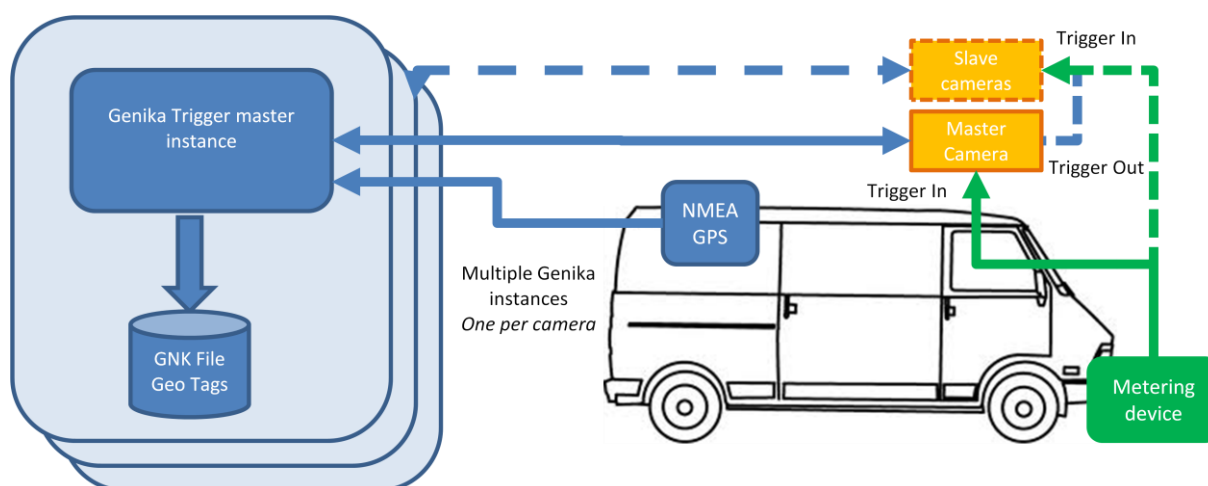 Genika Trigger master
instance
GNK File
Geo Tags
Multiple Genika
instances
One per camera
NMEA
GPS
Slave
cameras
Master
Camera
Trigger In
Trigger Out
Trigger In
Metering
device